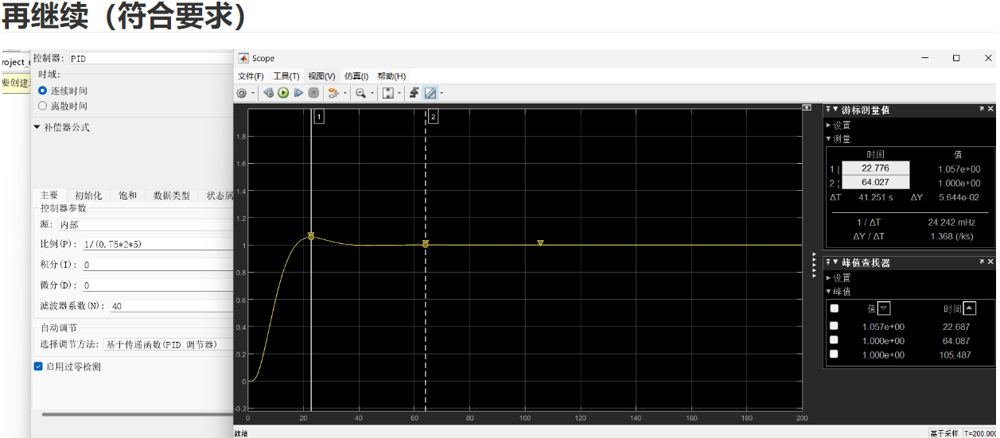 再继续（符合要求）
roject_r
控制器: PID
要创建
时域:
连续时间
离散时间
补偿器公式
主要 初始化 饱和 数据类型 状态属
控制器参数
源: 内部
比例(P): 1/(0.75*2*5)
积分(I): 0
微分(D): 0
滤波器系数(N): 40
自动调节
选择调节方法: 基于传递函数(PID 调节器)
启用过零检测
Scope
文件(F) 工具(T) 视图(V) 仿真(I) 帮助(H)
1 2
1.8
1.6
1.4
1.2
1
0.8
0.6
0.4
0.2
0
-0.2
0 20 40 60 80 100 120 140 160 180 200
就绪
基于采样 T=200.000
游标测量值
设置
测量
时间 值
1 22.776 1.057e+00
2 64.027 1.000e+00
ΔT 41.251 s ΔY 5.644e-02
1 / ΔT 24.242 mHz
ΔY / ΔT 1.368 (/ks)
峰值查找器
设置
峰值
值 时间
1.057e+00 22.687
1.000e+00 64.087
1.000e+00 105.487